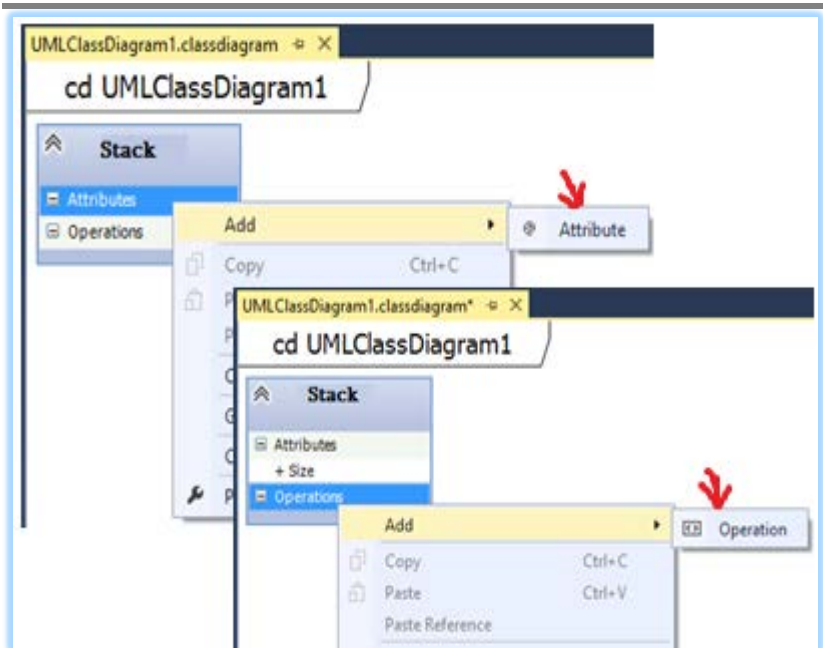 UMLClassDiagram1.classdiagram
cd UMLClassDiagram1
Stack
Attributes
Operations
Add
Attribute
Copy Ctrl+C
P
P
C
G
C
P
UMLClassDiagram1.classdiagram*
cd UMLClassDiagram1
Stack
Attributes
+ Size
Operations
Add
Operation
Copy Ctrl+C
Paste Ctrl+V
Paste Reference